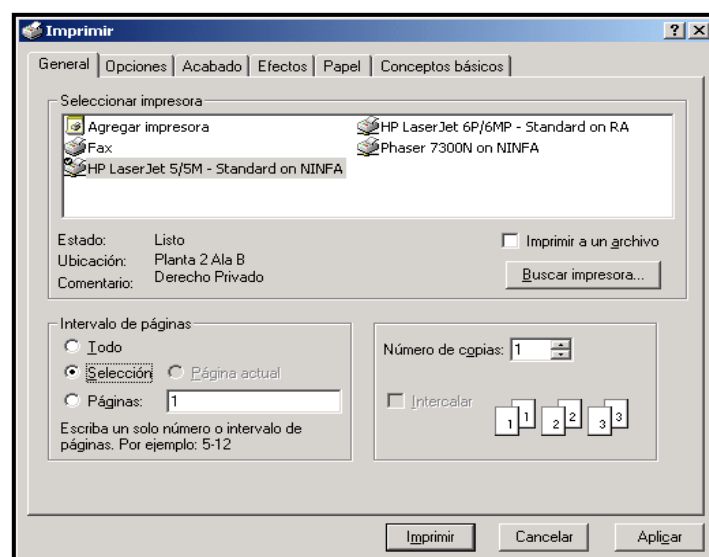 Imprimir
General Opciones Acabado Efectos Papel Conceptos básicos
Seleccionar impresora
Agregar impresora
Fax
HP LaserJet 5/5M - Standard on NINFA
HP LaserJet 6P/6MP - Standard on RA
Phaser 7300N on NINFA
Estado: Listo
Ubicación: Planta 2 Ala B
Comentario: Derecho Privado
Imprimir a un archivo
Buscar impresora...
Intervalo de páginas
Todo
Selección Página actual
Páginas: 1
Escriba un solo número o intervalo de
páginas. Por ejemplo: 5-12
Número de copias: 1
Intercalar
1 1 2 2 3 3
Imprimir Cancelar Aplicar